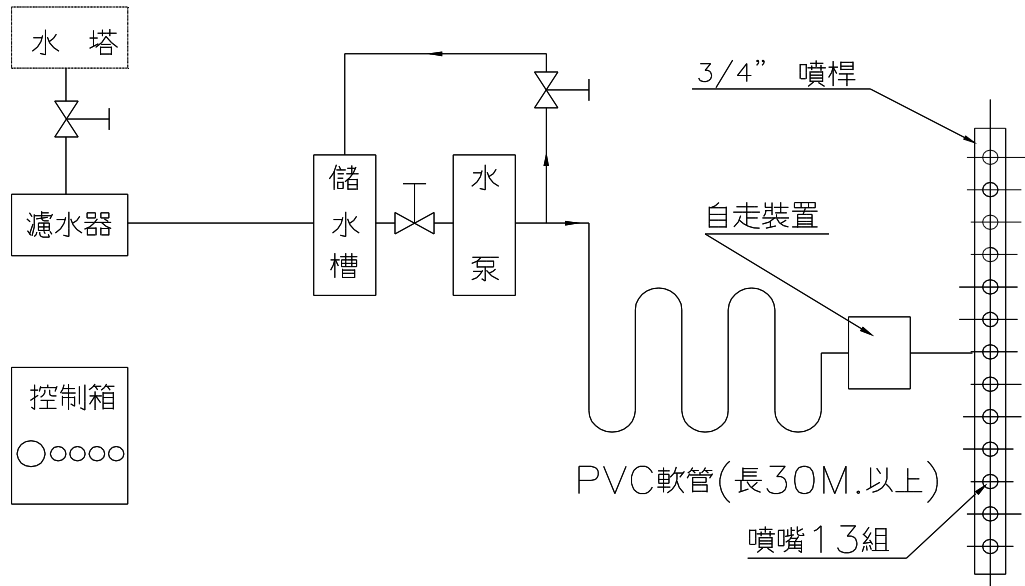 水 塔
3/4” 噴桿
儲水槽
水泵
濾水器
自走裝置
控制箱
PVC軟管(長30M.以上)
噴嘴13組